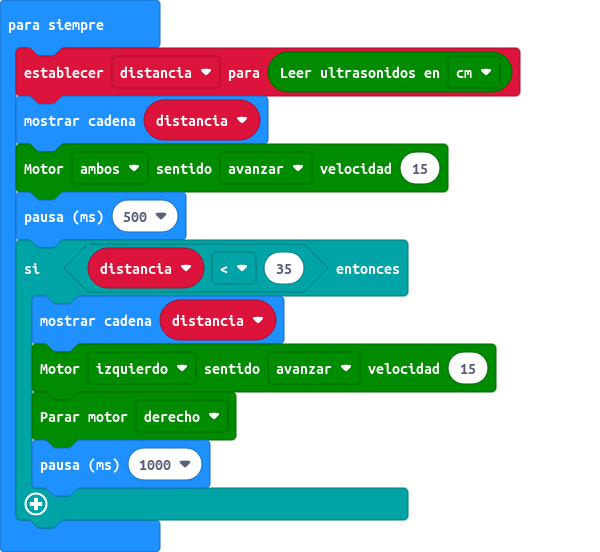 para siempre
establecer distancia para Leer ultrasonidos en cm
mostrar cadena distancia
Motor ambos sentido avanzar velocidad 15
pausa (ms) 500
si distancia < 35 entonces
mostrar cadena distancia
Motor izquierdo sentido avanzar velocidad 15
Parar motor derecho
pausa (ms) 1000